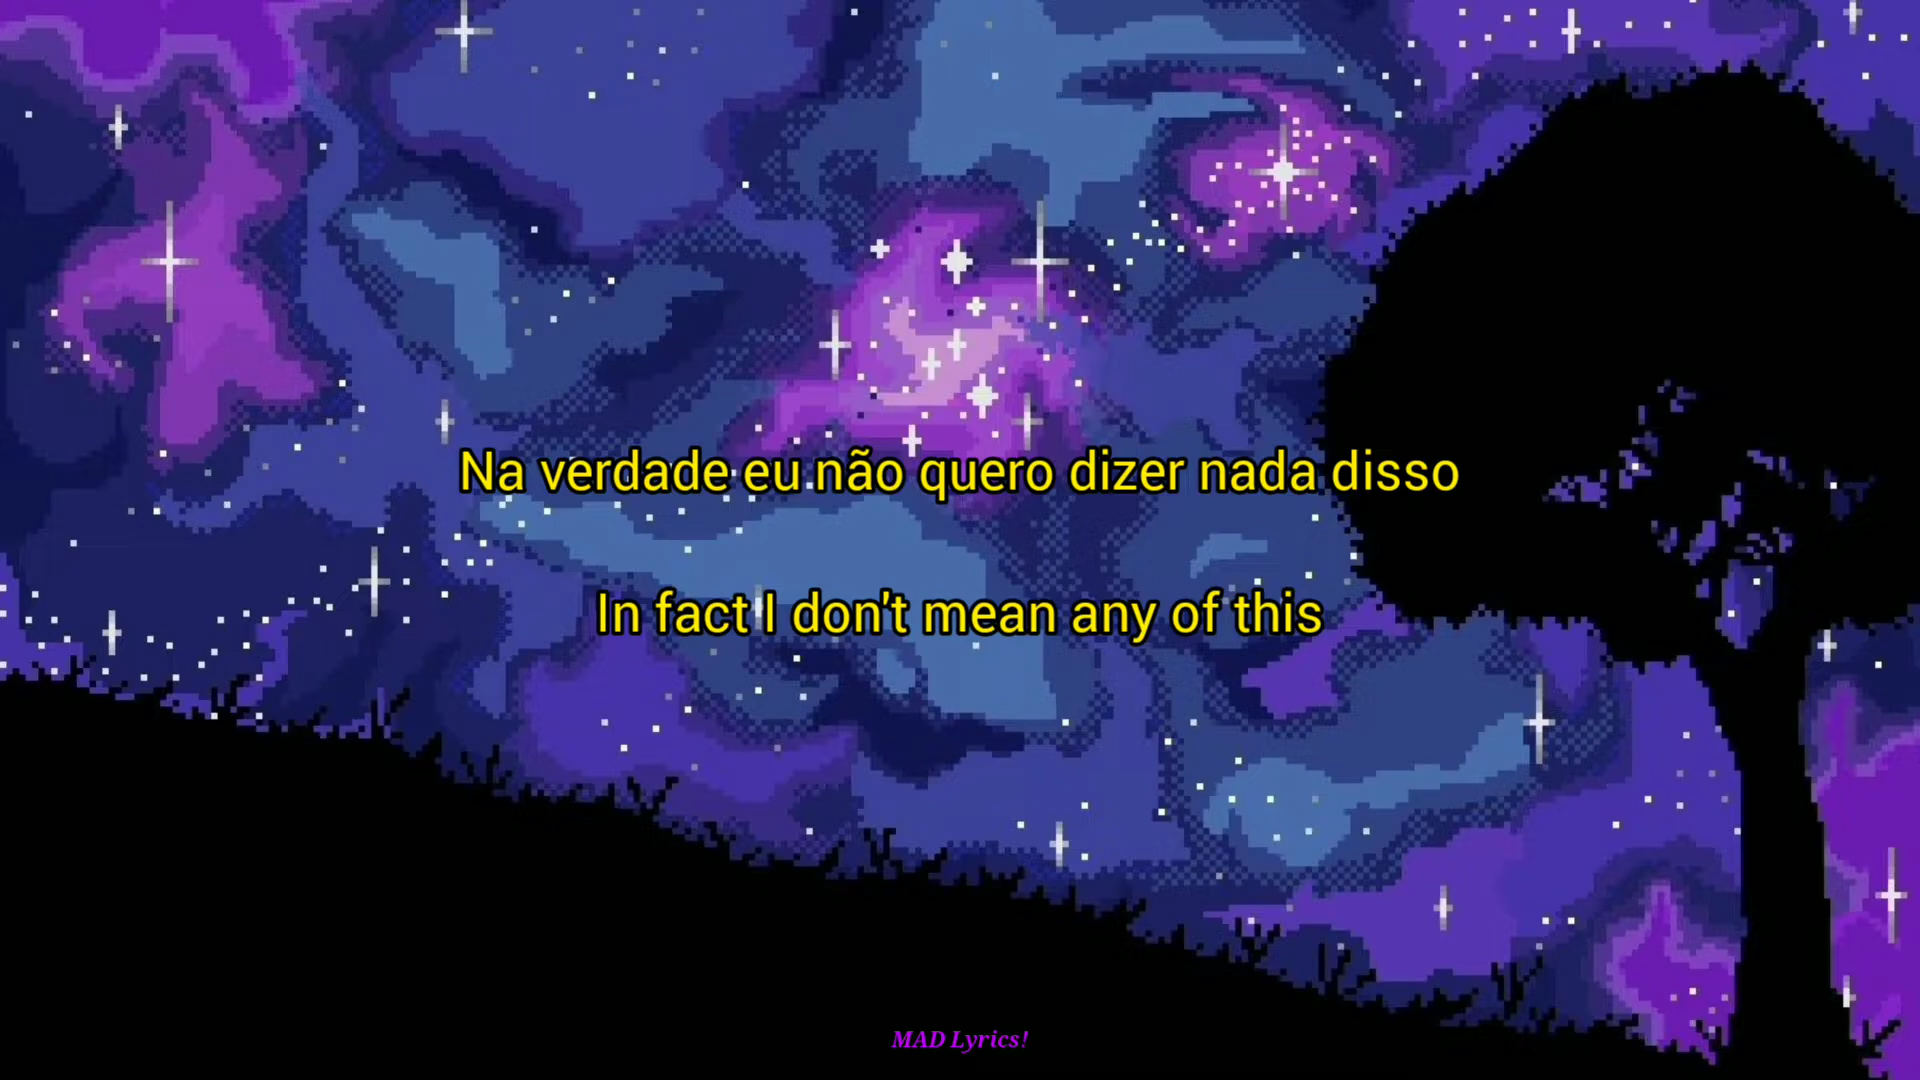 Na verdade eu não quero dizer nada disso
In fact I don't mean any of this
MAD Lyrics!